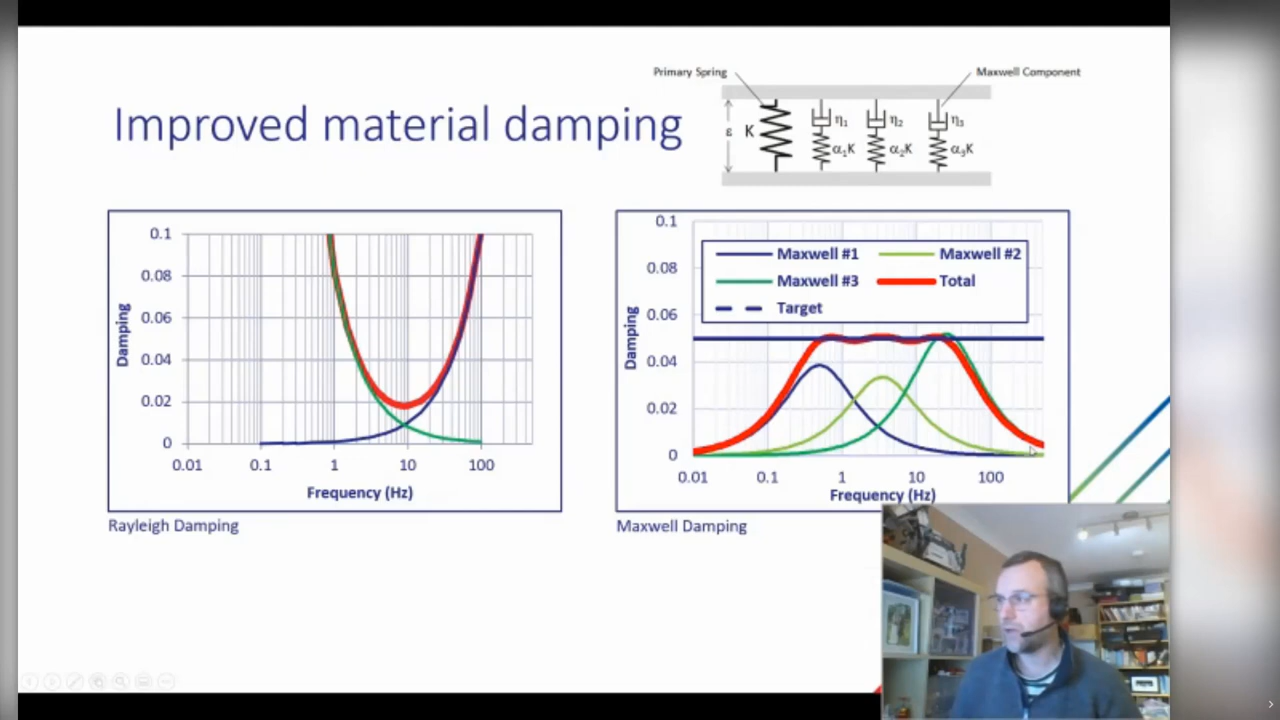 Improved material damping
Primary Spring
Maxwell Component
ε
K
η1
η2
η3
α1K
α2K
α3K
0.1
0.08
0.06
0.04
0.02
0
Damping
0.01 0.1 1 10 100
Frequency (Hz)
Rayleigh Damping
0.1
0.08
0.06
0.04
0.02
0
Damping
Maxwell #1 Maxwell #2
Maxwell #3 Total
Target
0.01 0.1 1 10 100
Frequency (Hz)
Maxwell Damping